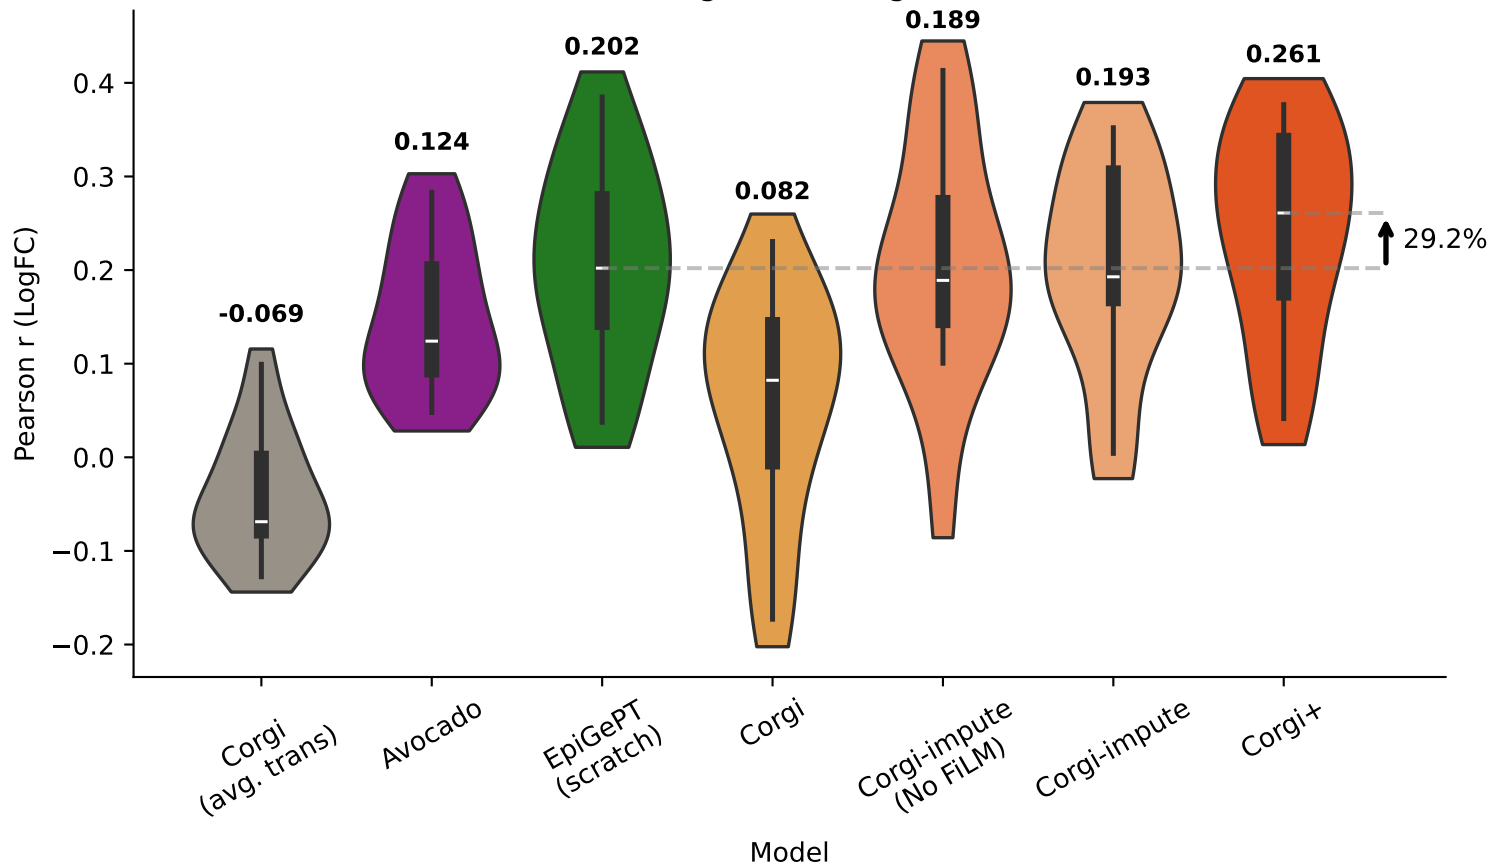 0.189
0.202
0.261
0.193
0.124
0.082
-0.069
29.2%
0.4
0.3
0.2
0.1
0.0
−0.1
−0.2
Pearson r (LogFC)
Corgi
(avg. trans)
Avocado
EpiGePT
(scratch)
Corgi
Corgi-impute
(No FiLM)
Corgi-impute
Corgi+
Model